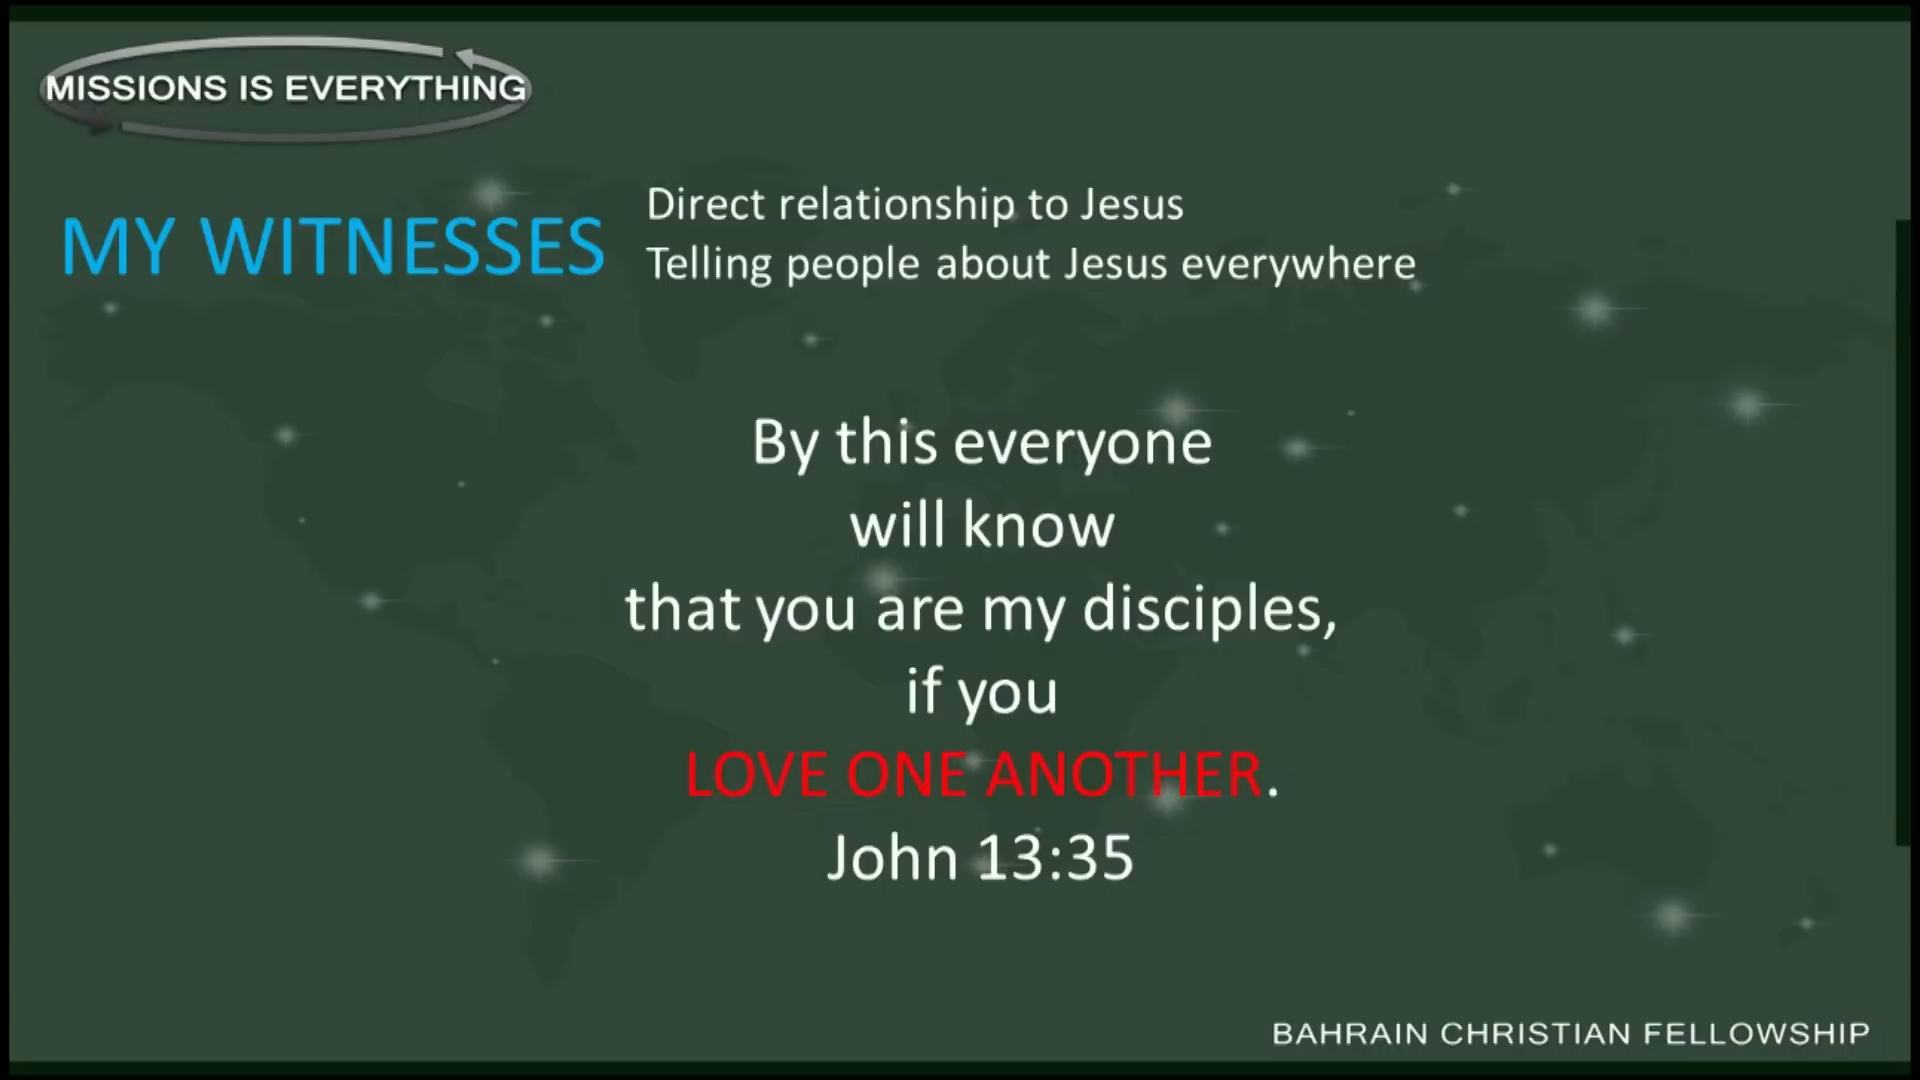 MISSIONS IS EVERYTHING
MY WITNESSES
Direct relationship to Jesus
Telling people about Jesus everywhere
By this everyone
will know
that you are my disciples,
if you
LOVE ONE ANOTHER.
John 13:35
BAHRAIN CHRISTIAN FELLOWSHIP